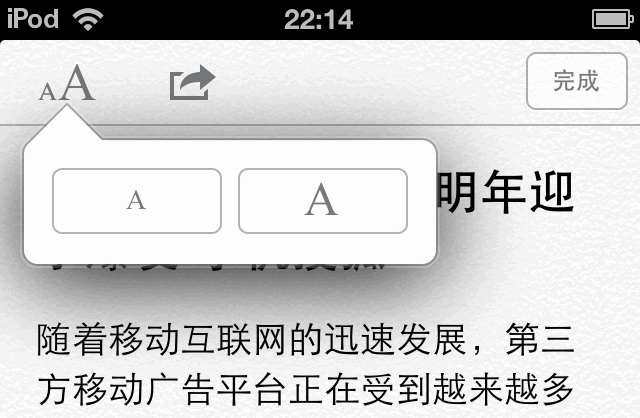 iPod 22:14
AA 完成
A A
明年迎
随着移动互联网的迅速发展，第三
方移动广告平台正在受到越来越多